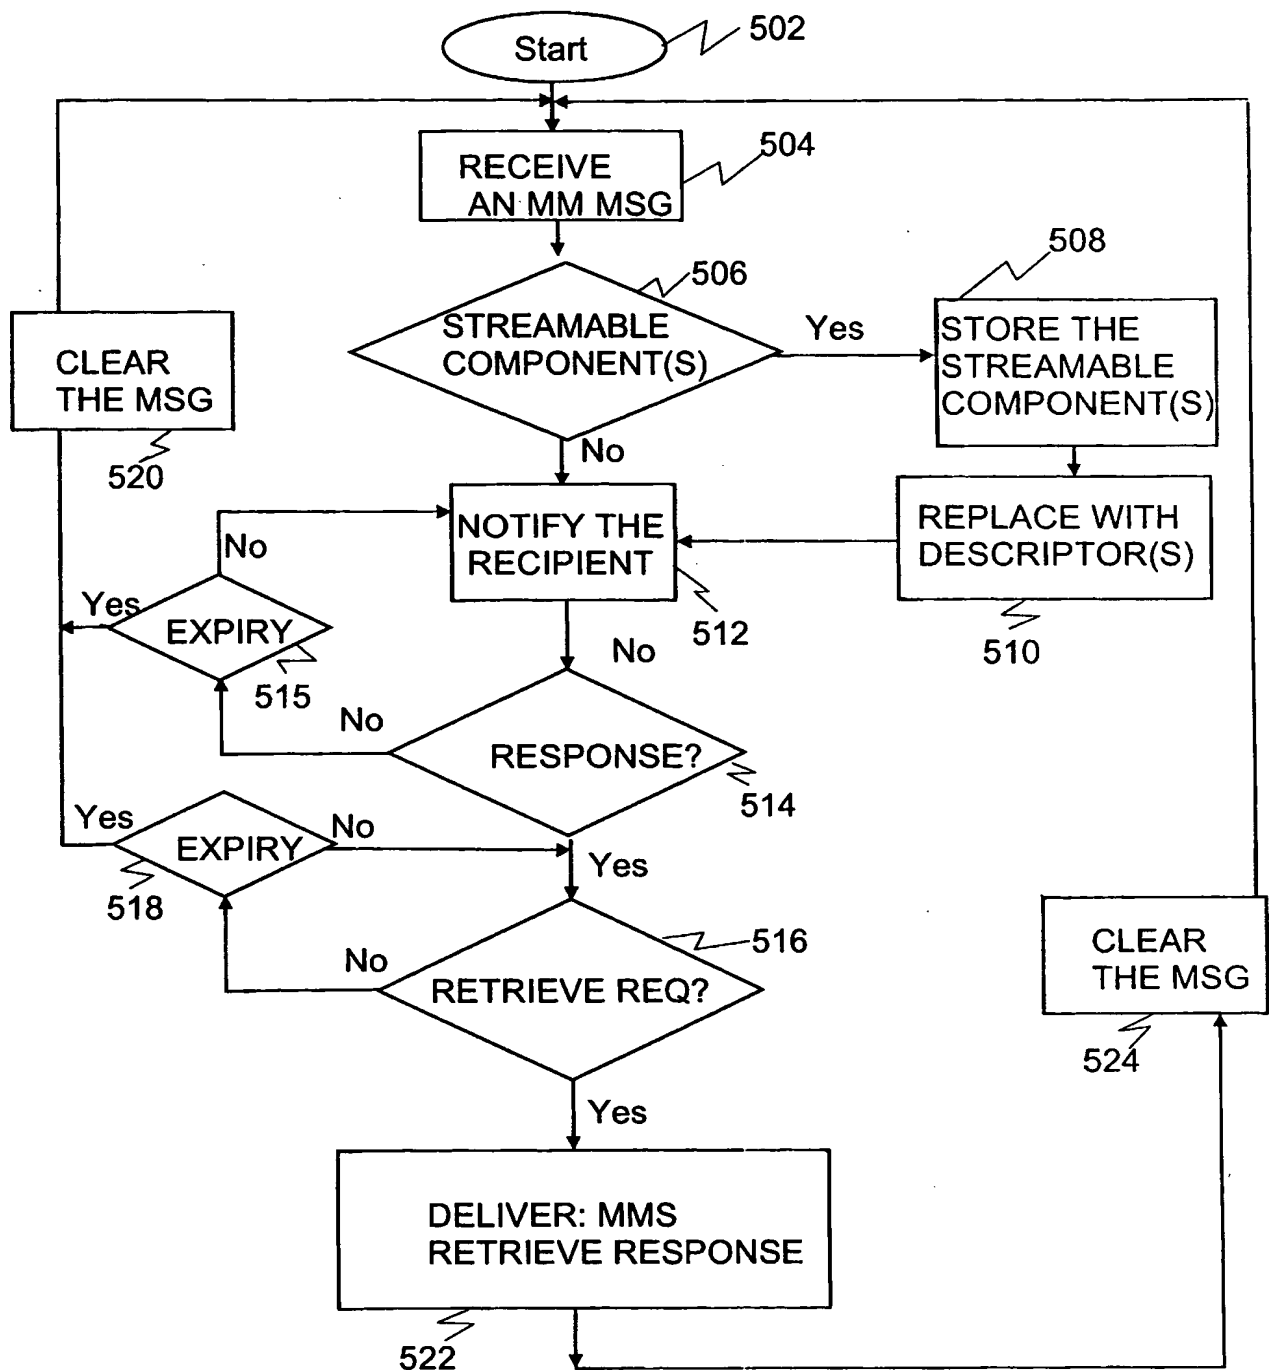 Start
502
RECEIVE
AN MM MSG
504
STREAMABLE
COMPONENT(S)
506
Yes
STORE THE
STREAMABLE
COMPONENT(S)
508
CLEAR
THE MSG
520
No
NOTIFY THE
RECIPIENT
512
REPLACE WITH
DESCRIPTOR(S)
510
No
Yes
EXPIRY
515
No
No
RESPONSE?
514
Yes
EXPIRY
518
No
Yes
RETRIEVE REQ?
516
No
CLEAR
THE MSG
524
Yes
DELIVER: MMS
RETRIEVE RESPONSE
522